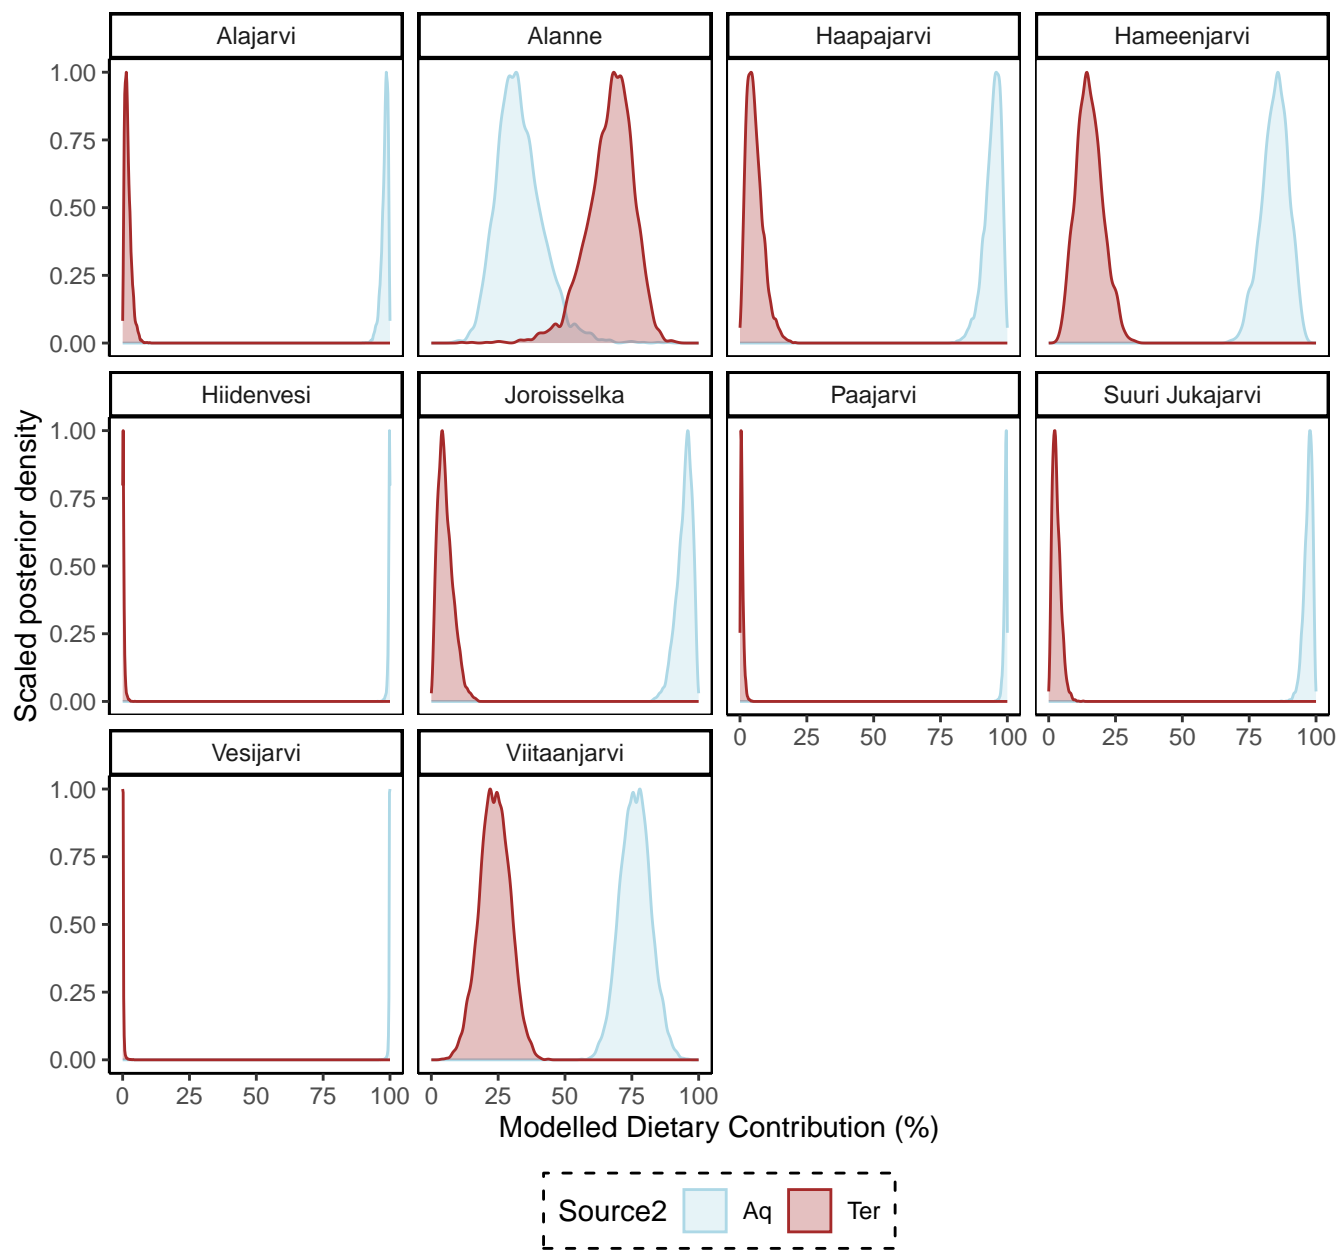 Alajarvi Alanne Haapajarvi Hameenjarvi
1.00
0.75
0.50
0.25
0.00
Hiidenvesi Joroisselka Paajarvi Suuri Jukajarvi
1.00
0.75
0.50
0.25
0.00
0 25 50 75 100 0 25 50 75 100
Vesijarvi Viitaanjarvi
1.00
0.75
0.50
0.25
0.00
0 25 50 75 100 0 25 50 75 100
Scaled posterior density
Modelled Dietary Contribution (%)
Source2 Aq Ter